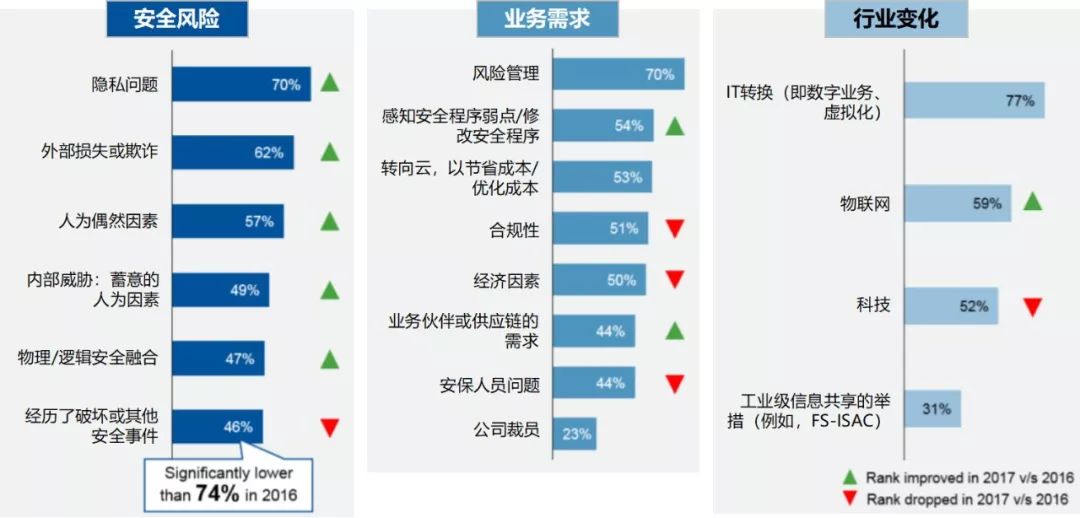 安全风险
隐私问题
70%
外部损失或欺诈
62%
人为偶然因素
57%
内部威胁：蓄意的
人为因素
49%
物理/逻辑安全融合
47%
经历了破坏或其他
安全事件
46%
Significantly lower
than 74% in 2016
业务需求
风险管理
70%
感知安全程序弱点/修
改安全程序
54%
转向云，以节省成本/
优化成本
53%
合规性
51%
经济因素
50%
业务伙伴或供应链的
需求
44%
安保人员问题
44%
公司裁员
23%
行业变化
IT转换（即数字业务、
虚拟化）
77%
物联网
59%
科技
52%
工业级信息共享的举
措（例如，FS-ISAC）
31%
Rank improved in 2017 v/s 2016
Rank dropped in 2017 v/s 2016